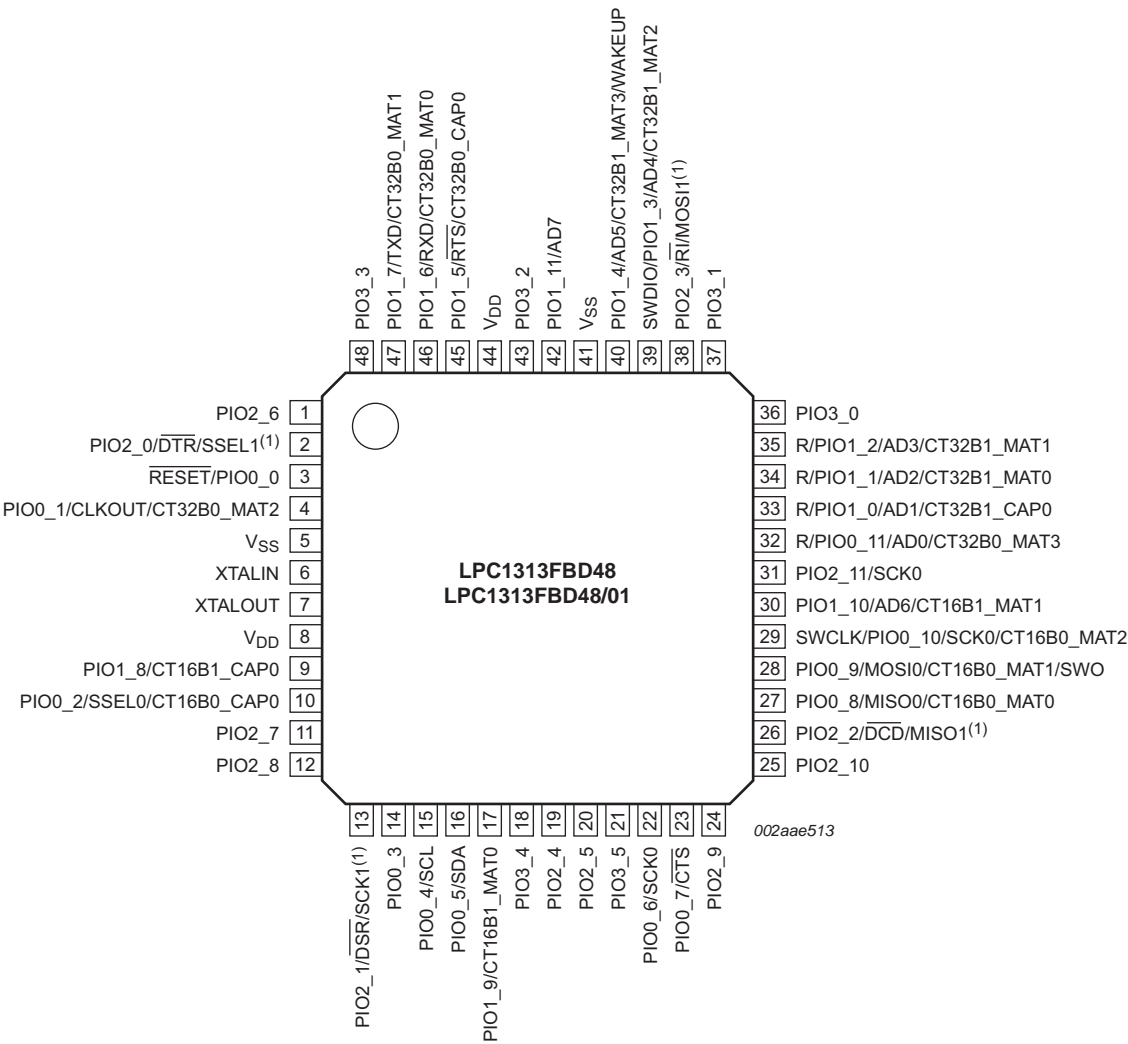 PIO3_3
PIO1_7/TXD/CT32B0_MAT1
PIO1_6/RXD/CT32B0_MAT0
PIO1_5/RTS/CT32B0_CAP0
VDD
PIO3_2
PIO1_11/AD7
VSS
PIO1_4/AD5/CT32B1_MAT3/WAKEUP
SWDIO/PIO1_3/AD4/CT32B1_MAT2
PIO2_3/RI/MOSI1(1)
PIO3_1
48 47 46 45 44 43 42 41 40 39 38 37
PIO2_6 1
PIO2_0/DTR/SSEL1(1) 2
RESET/PIO0_0 3
PIO0_1/CLKOUT/CT32B0_MAT2 4
VSS 5
XTALIN 6
XTALOUT 7
VDD 8
PIO1_8/CT16B1_CAP0 9
PIO0_2/SSEL0/CT16B0_CAP0 10
PIO2_7 11
PIO2_8 12
LPC1313FBD48
LPC1313FBD48/01
36 PIO3_0
35 R/PIO1_2/AD3/CT32B1_MAT1
34 R/PIO1_1/AD2/CT32B1_MAT0
33 R/PIO1_0/AD1/CT32B1_CAP0
32 R/PIO0_11/AD0/CT32B0_MAT3
31 PIO2_11/SCK0
30 PIO1_10/AD6/CT16B1_MAT1
29 SWCLK/PIO0_10/SCK0/CT16B0_MAT2
28 PIO0_9/MOSI0/CT16B0_MAT1/SWO
27 PIO0_8/MISO0/CT16B0_MAT0
26 PIO2_2/DCD/MISO1(1)
25 PIO2_10
13 14 15 16 17 18 19 20 21 22 23 24
PIO2_1/DSR/SCK1(1)
PIO0_3
PIO0_4/SCL
PIO0_5/SDA
PIO1_9/CT16B1_MAT0
PIO3_4
PIO2_4
PIO2_5
PIO3_5
PIO0_6/SCK0
PIO0_7/CTS
PIO2_9
002aae513